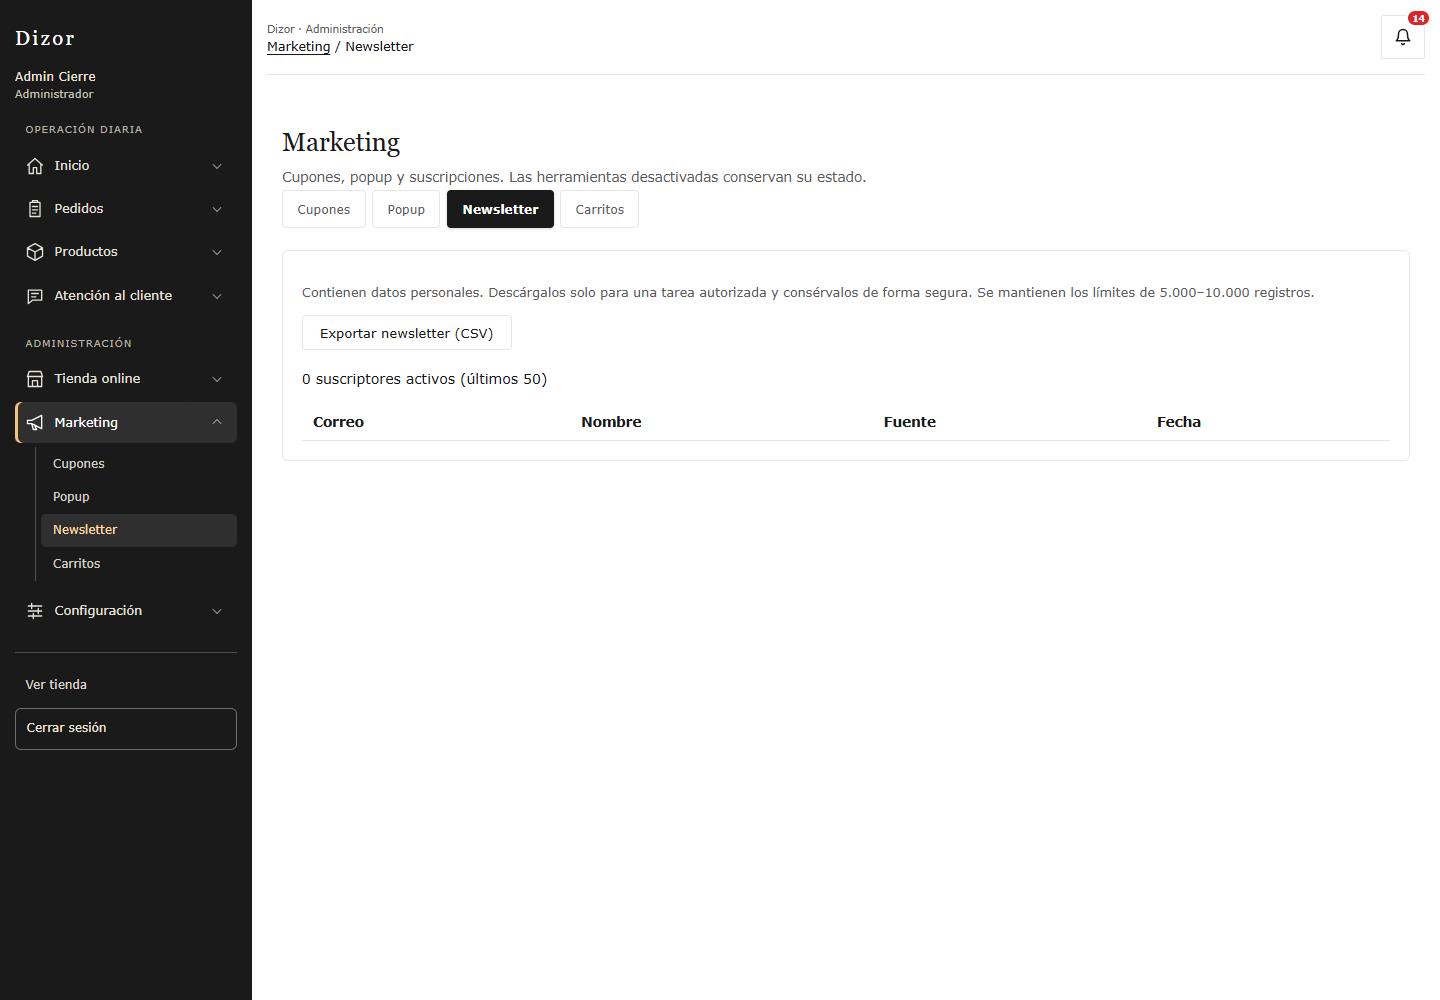 Dizor
Admin Cierre
Administrador
OPERACIÓN DIARIA
Inicio
Pedidos
Productos
Atención al cliente
ADMINISTRACIÓN
Tienda online
Marketing
Cupones
Popup
Newsletter
Carritos
Configuración
Ver tienda
Cerrar sesión
Dizor · Administración
Marketing / Newsletter
14
Marketing
Cupones, popup y suscripciones. Las herramientas desactivadas conservan su estado.
Cupones Popup Newsletter Carritos
Contienen datos personales. Descárgalos solo para una tarea autorizada y consérvalos de forma segura. Se mantienen los límites de 5.000–10.000 registros.
Exportar newsletter (CSV)
0 suscriptores activos (últimos 50)
Correo Nombre Fuente Fecha